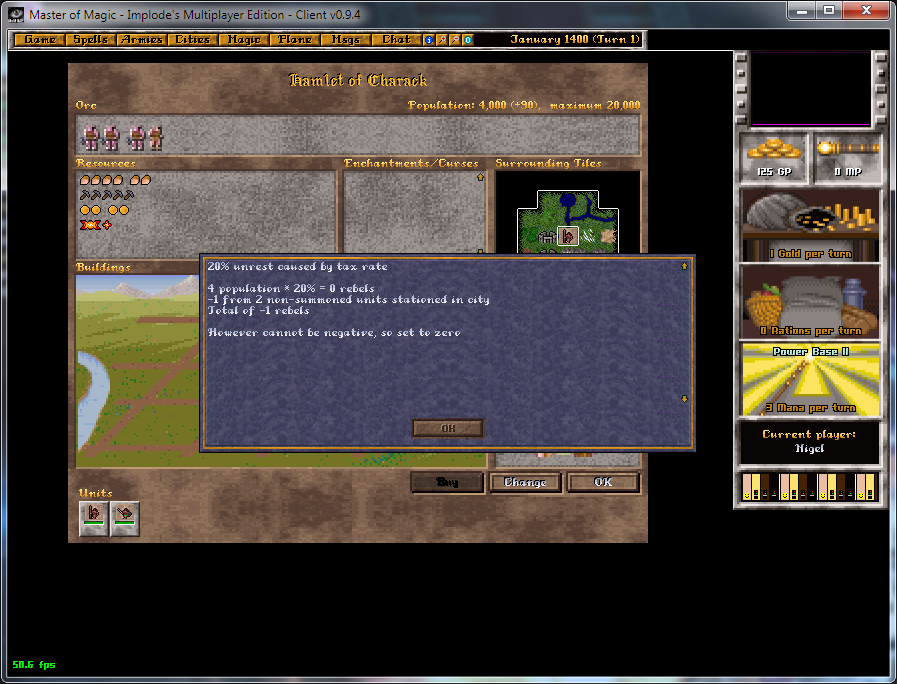 Master of Magic - Implode's Multiplayer Edition - Client v0.9.4
Game Spells Armies Cities Magic Plane Msgs Chat January 1400 (Turn 1)
Hamlet of Charack
Orc Population: 4,000 (+90), maximum 20,000
Resources Enchantments/Curses Surrounding Tiles
125 GP 0 MP
1 Gold per turn
Buildings
20% unrest caused by tax rate
4 population * 20% = 0 rebels
-1 from 2 non-summoned units stationed in city
Total of -1 rebels
However cannot be negative, so set to zero
OK
0 Rations per turn
Power Base 11
3 Mana per turn
Current player:
Nigel
Buy Change OK
Units
50.6 fps